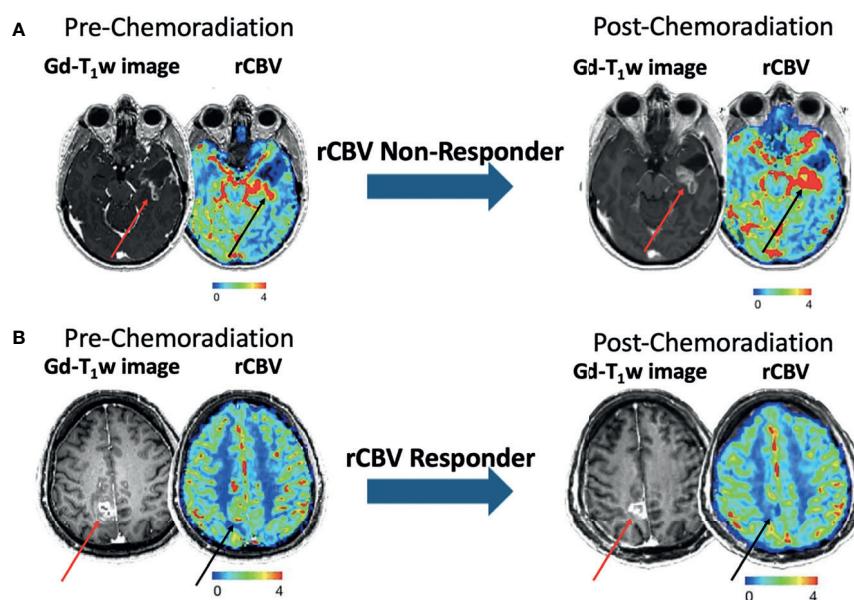 A
Pre-Chemoradiation
Post-Chemoradiation
Gd-T₁w image rCBV
Gd-T₁w image rCBV
rCBV Non-Responder
0 4
0 4
B
Pre-Chemoradiation
Post-Chemoradiation
Gd-T₁w image rCBV
Gd-T₁w image rCBV
rCBV Responder
0 4
0 4